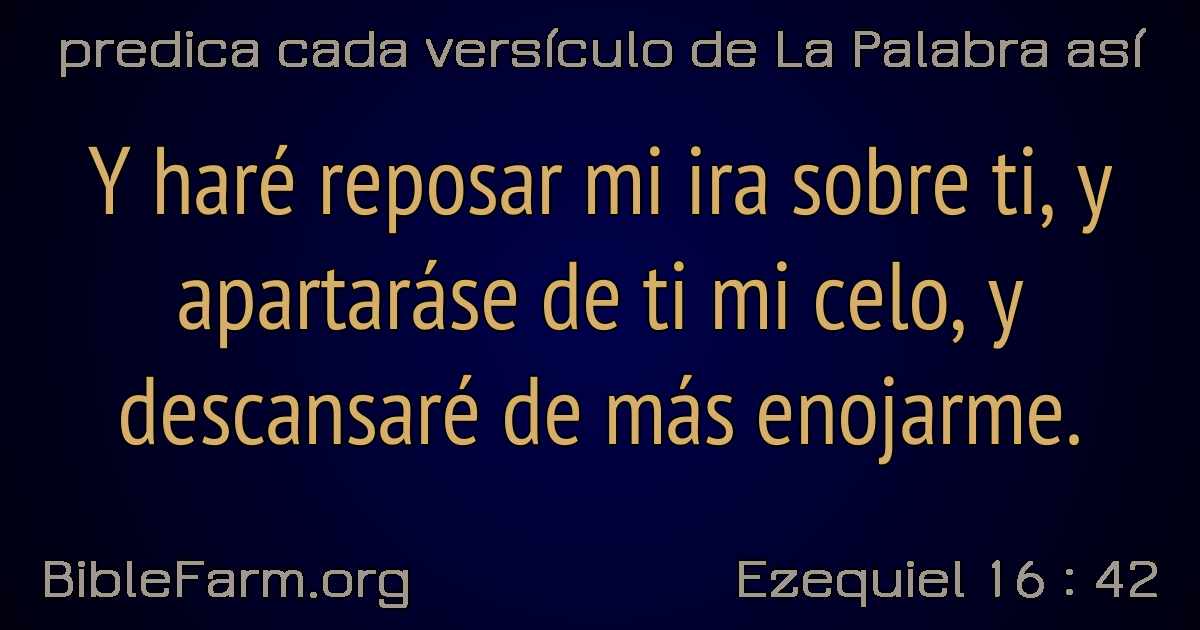 predica cada versículo de La Palabra así
Y haré reposar mi ira sobre ti, y
apartaráse de ti mi celo, y
descansaré de más enojarme.
BibleFarm.org
Ezequiel 16 : 42